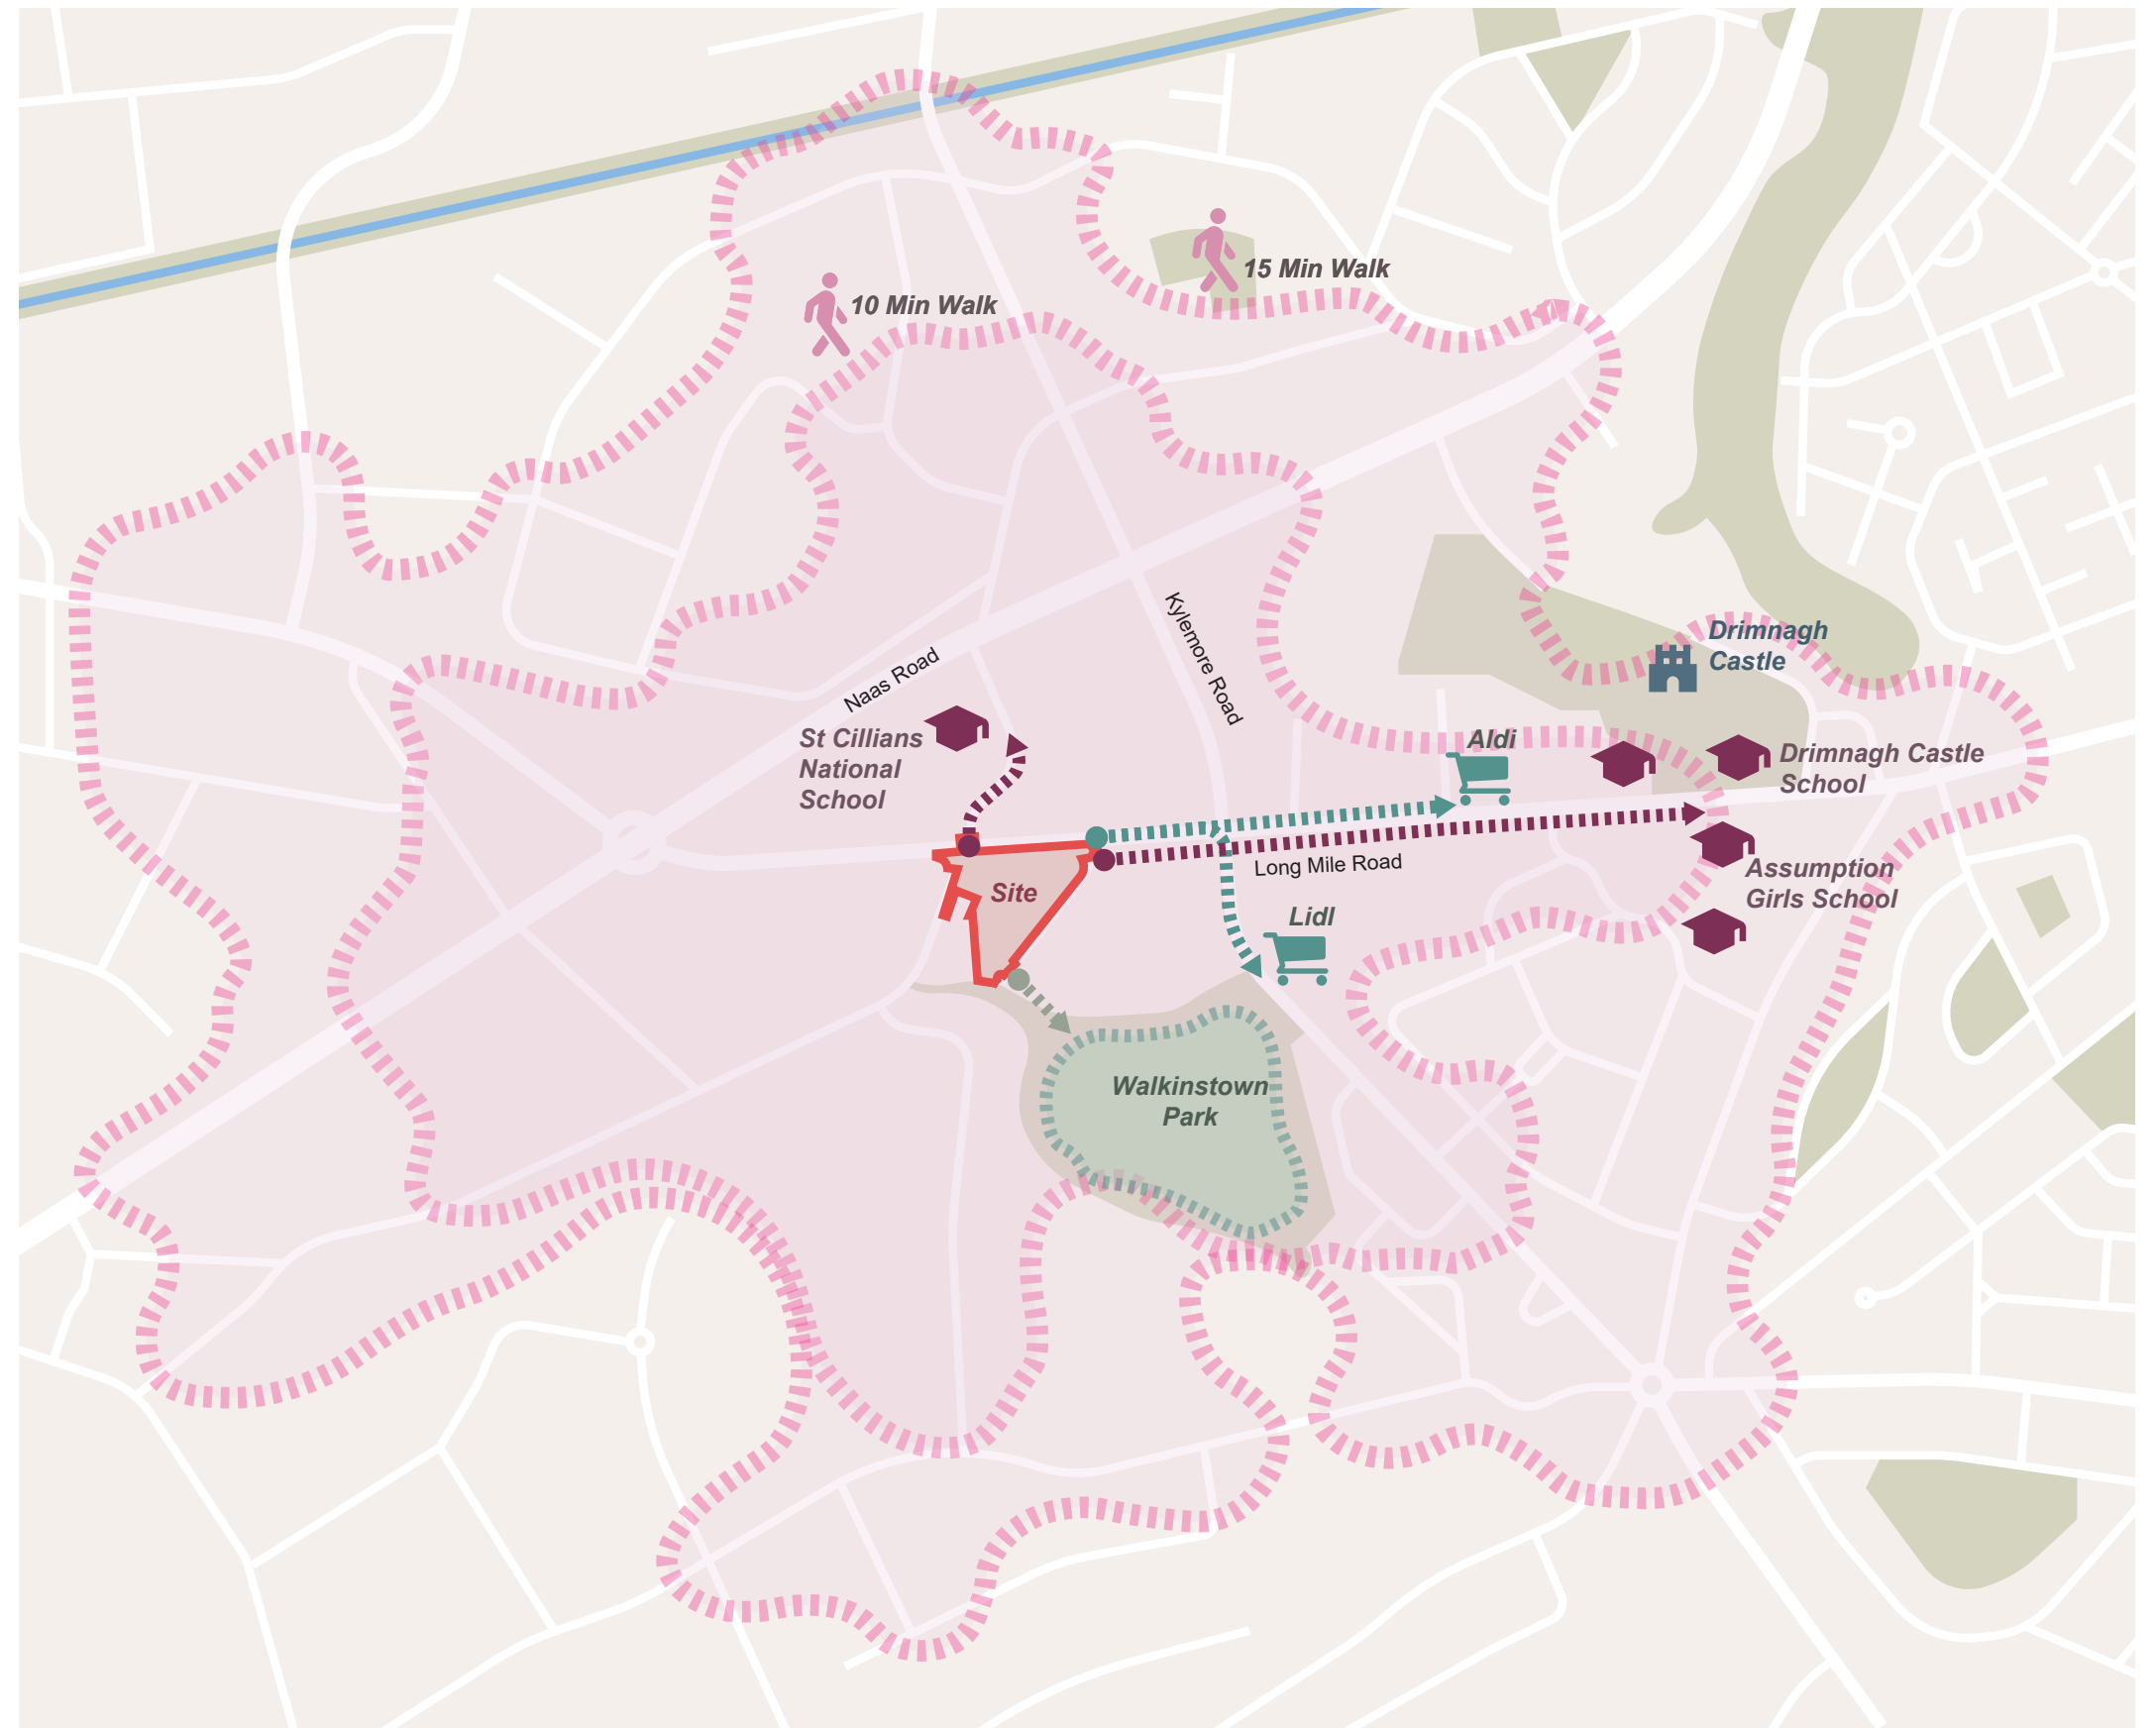 15 Min Walk
10 Min Walk
Kylemore Road
Naas Road
Drimnagh
Castle
St Cillians
National
School
Aldi
Drimnagh Castle
School
Long Mile Road
Assumption
Girls School
Site
Lidl
Walkinstown
Park